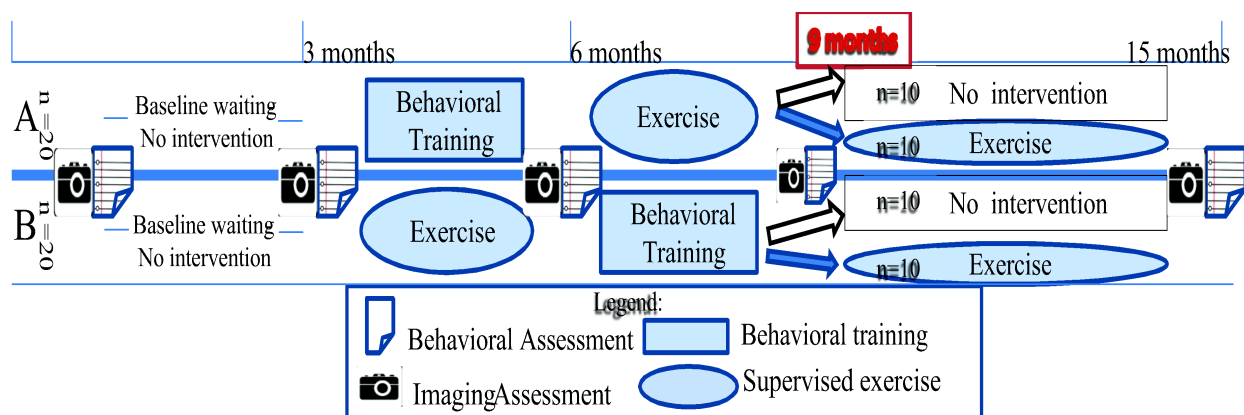 3 months
6 months
9 months
15 months
A
n =20
Baseline waiting
No intervention
Behavioral
Training
Exercise
n=10 No intervention
n=10 Exercise
B
n =20
Baseline waiting
No intervention
Exercise
Behavioral
Training
n=10 No intervention
n=10 Exercise
Legend:
Behavioral Assessment
Behavioral training
ImagingAssessment
Supervised exercise